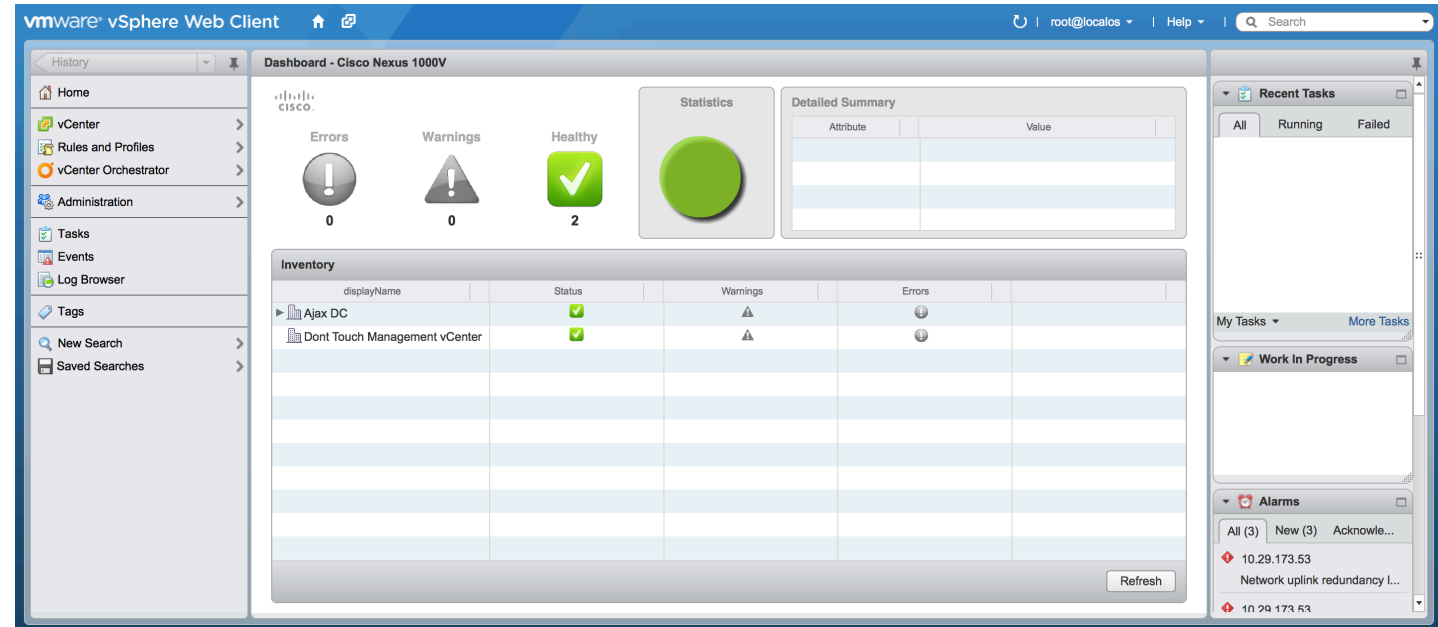 vmware® vSphere Web Client
root@localos
Help
Search
History
Home
vCenter
Rules and Profiles
vCenter Orchestrator
Administration
Tasks
Events
Log Browser
Tags
New Search
Saved Searches
Dashboard - Cisco Nexus 1000V
CISCO.
Errors Warnings Healthy
0 0 2
Statistics
Detailed Summary
Attribute Value
Inventory
displayName Status Warnings Errors
Ajax DC
Dont Touch Management vCenter
Refresh
Recent Tasks
All Running Failed
My Tasks More Tasks
Work In Progress
Alarms
All (3) New (3) Acknowle...
10.29.173.53
Network uplink redundancy l...
10.29.173.53